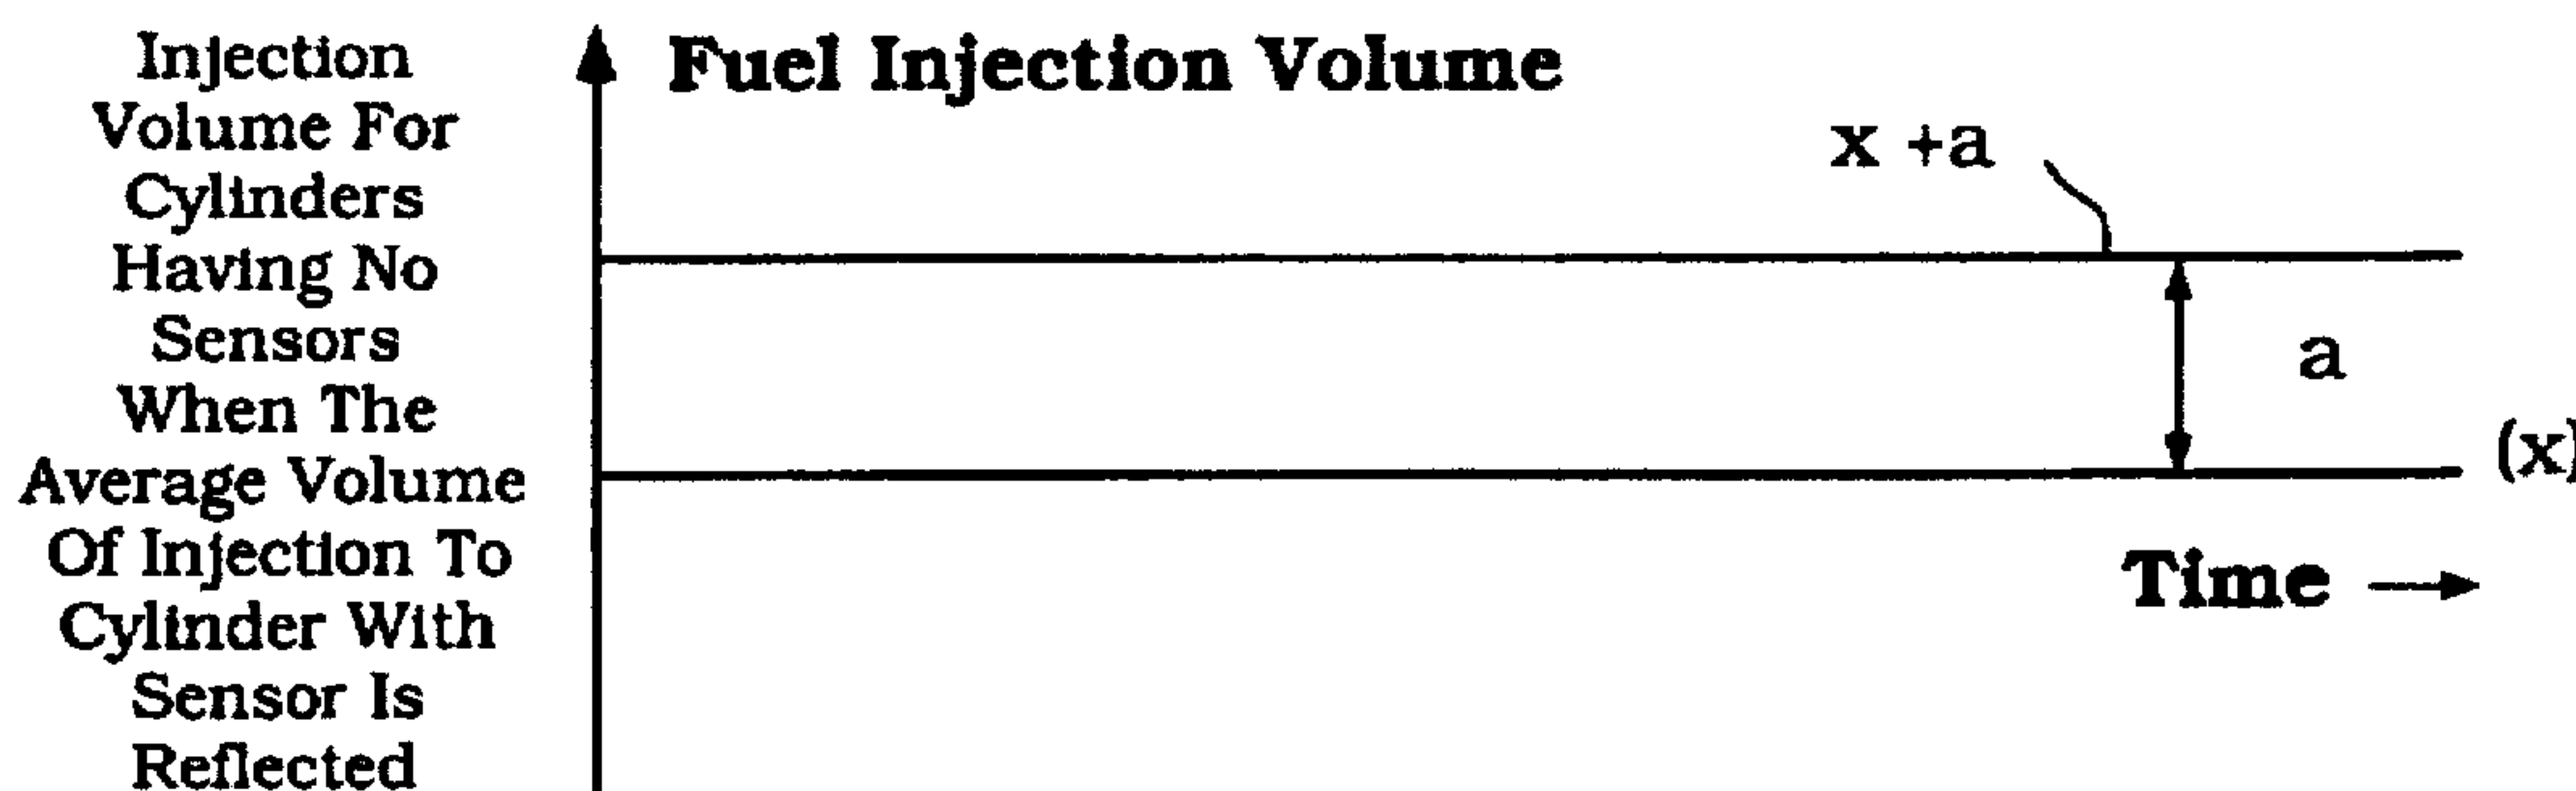 Injection
Volume For
Cylinders
Having No
Sensors
When The
Average Volume
Of Injection To
Cylinder With
Sensor Is
Reflected
Fuel Injection Volume
x +a
a
(x)
Time